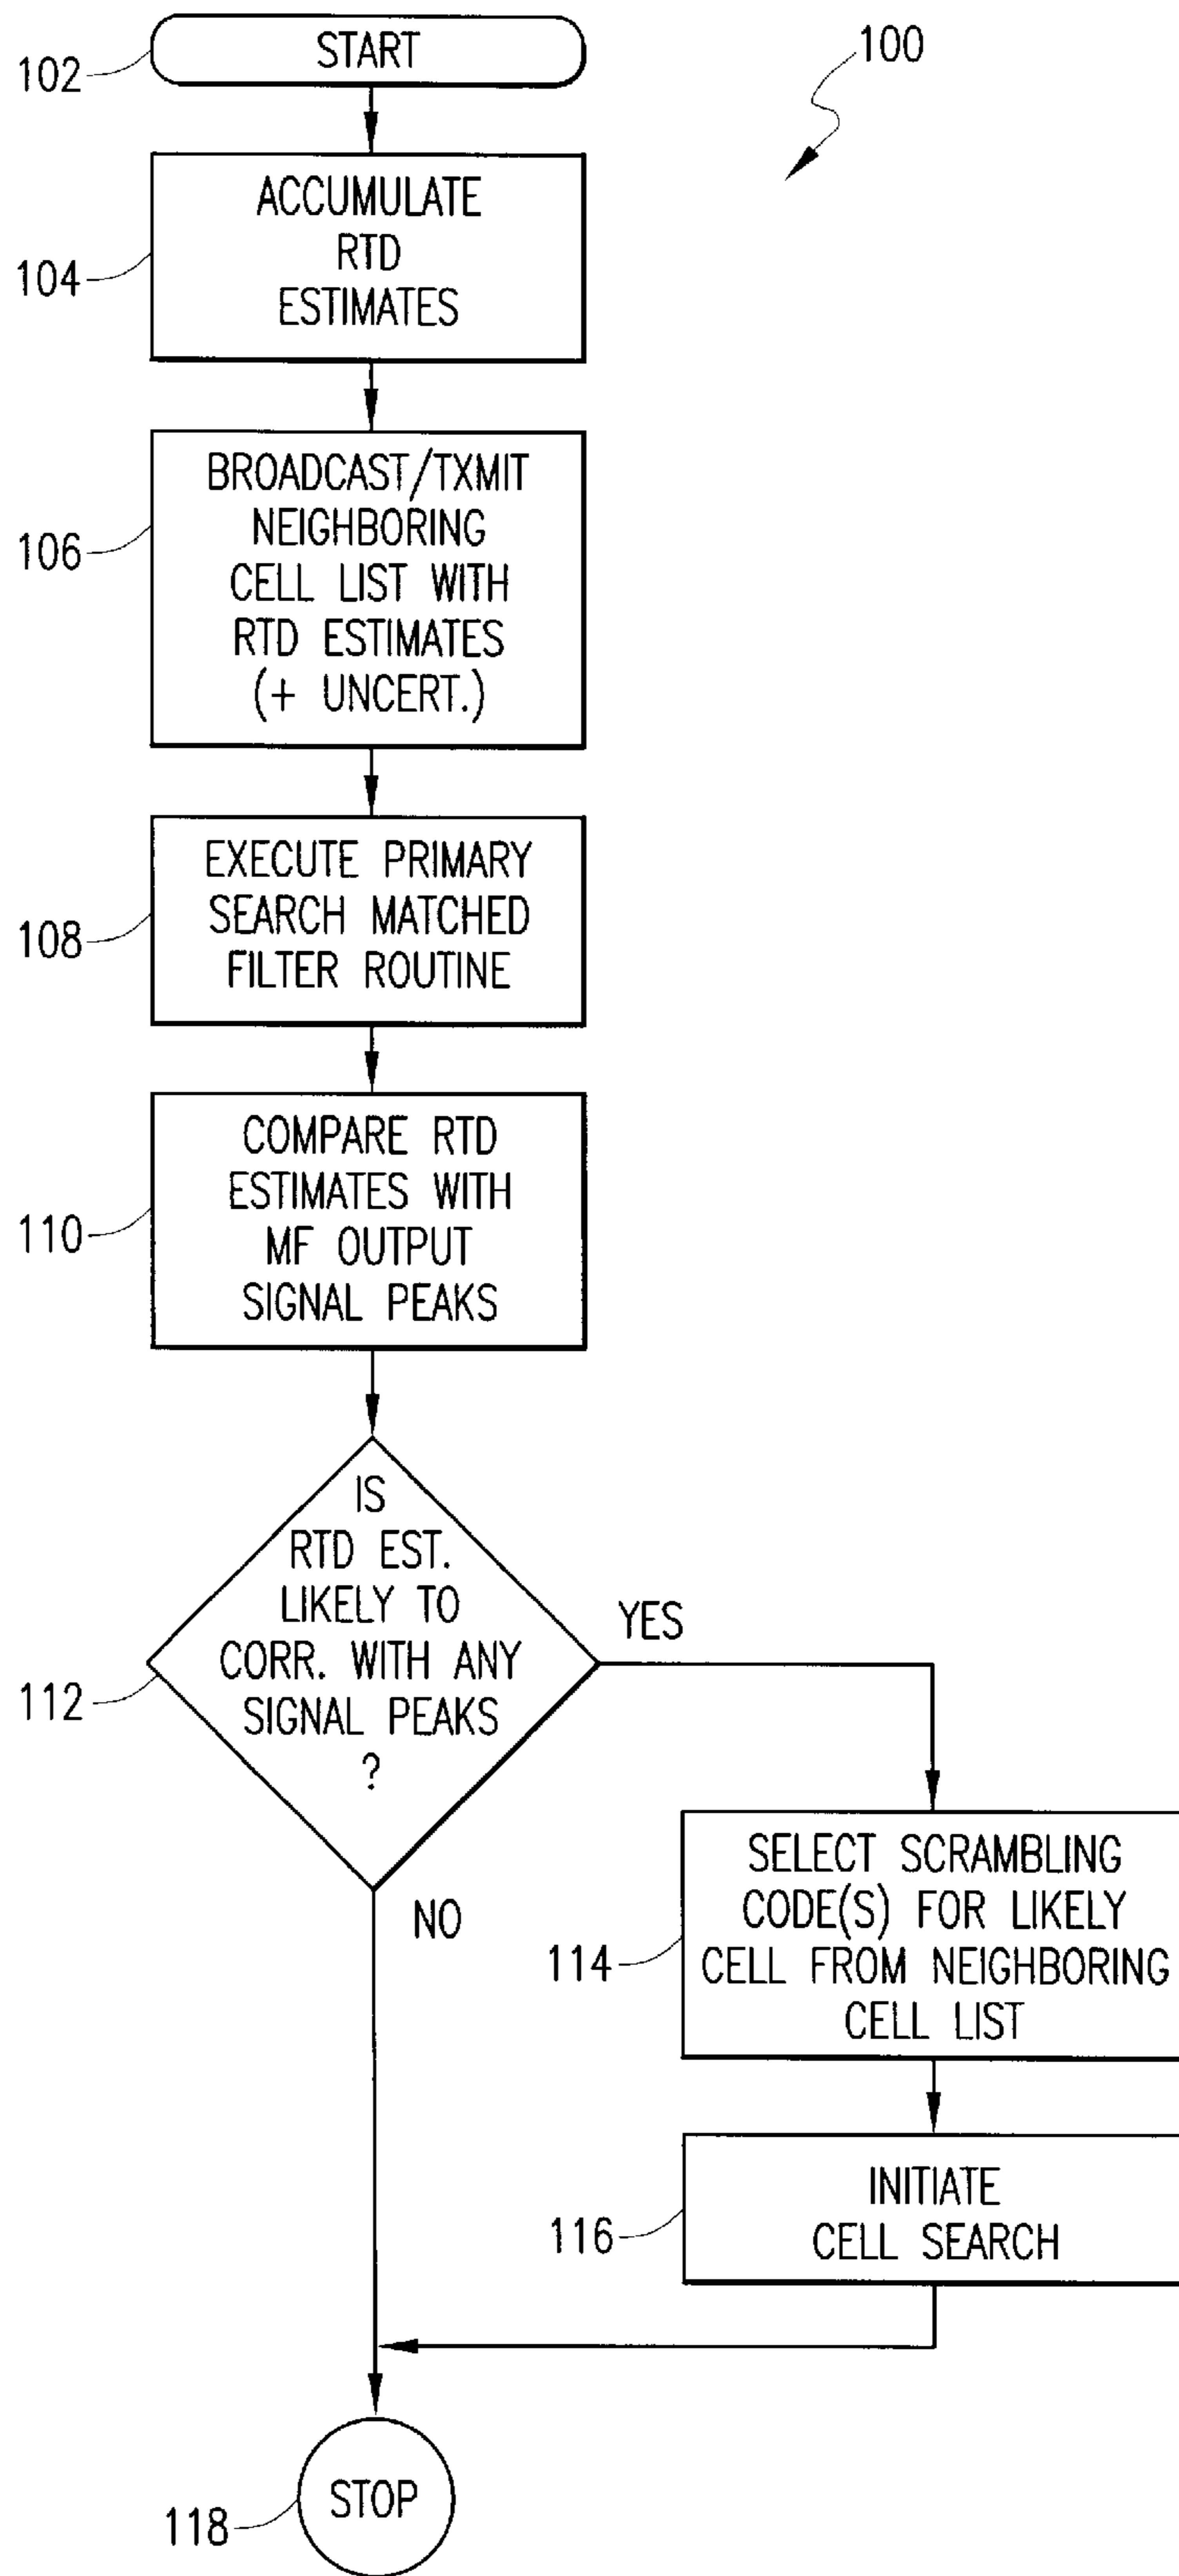 START
102
100
ACCUMULATE
RTD
ESTIMATES
104
BROADCAST/TXMIT
NEIGHBORING
CELL LIST WITH
RTD ESTIMATES
(+ UNCERT.)
106
EXECUTE PRIMARY
SEARCH MATCHED
FILTER ROUTINE
108
COMPARE RTD
ESTIMATES WITH
MF OUTPUT
SIGNAL PEAKS
110
IS
RTD EST.
LIKELY TO
CORR. WITH ANY
SIGNAL PEAKS
?
112
YES
NO
SELECT SCRAMBLING
CODE(S) FOR LIKELY
CELL FROM NEIGHBORING
CELL LIST
114
INITIATE
CELL SEARCH
116
STOP
118